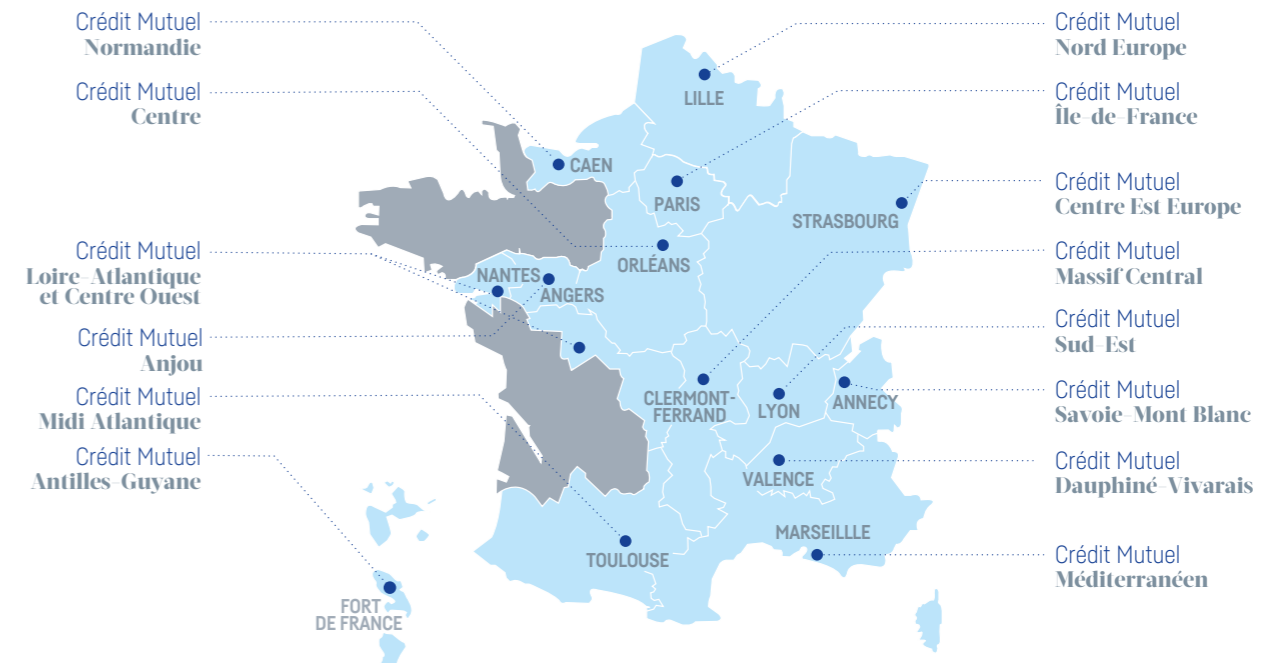 Crédit Mutuel
Normandie
Crédit Mutuel
Centre
Crédit Mutuel
Loire-Atlantique
et Centre Ouest
Crédit Mutuel
Anjou
Crédit Mutuel
Midi Atlantique
Crédit Mutuel
Antilles-Guyane
LILLE
CAEN
PARIS
STRASBOURG
ORLÉANS
NANTES
ANGERS
CLERMONT-
FERRAND
LYON
ANNECY
VALENCE
MARSEILLLE
TOULOUSE
FORT
DE FRANCE
Crédit Mutuel
Nord Europe
Crédit Mutuel
Île-de-France
Crédit Mutuel
Centre Est Europe
Crédit Mutuel
Massif Central
Crédit Mutuel
Sud-Est
Crédit Mutuel
Savoie-Mont Blanc
Crédit Mutuel
Dauphiné-Vivarais
Crédit Mutuel
Méditerranéen